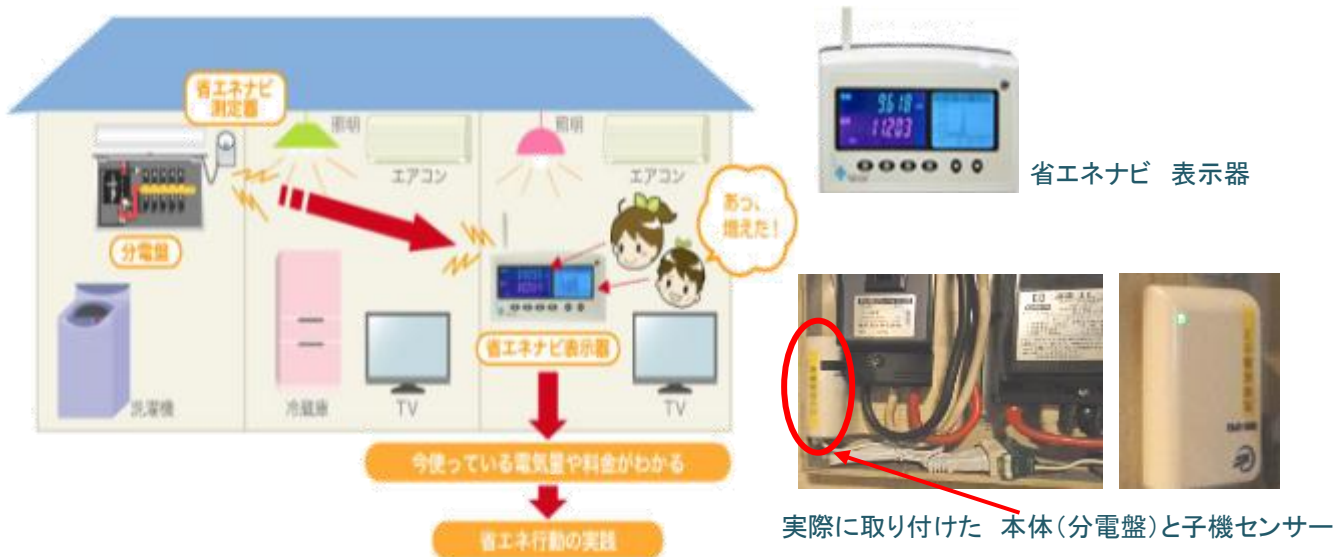 省エネナビ
測定器
照明
エアコン
照明
エアコン
分電盤
あっ、
増えた!
省エネナビ表示器
洗濯機
冷蔵庫
TV
TV
今使っている電気量や料金がわかる
省エネ行動の実践
9618
11203
省エネナビ 表示器
実際に取り付けた 本体(分電盤)と子機センサー